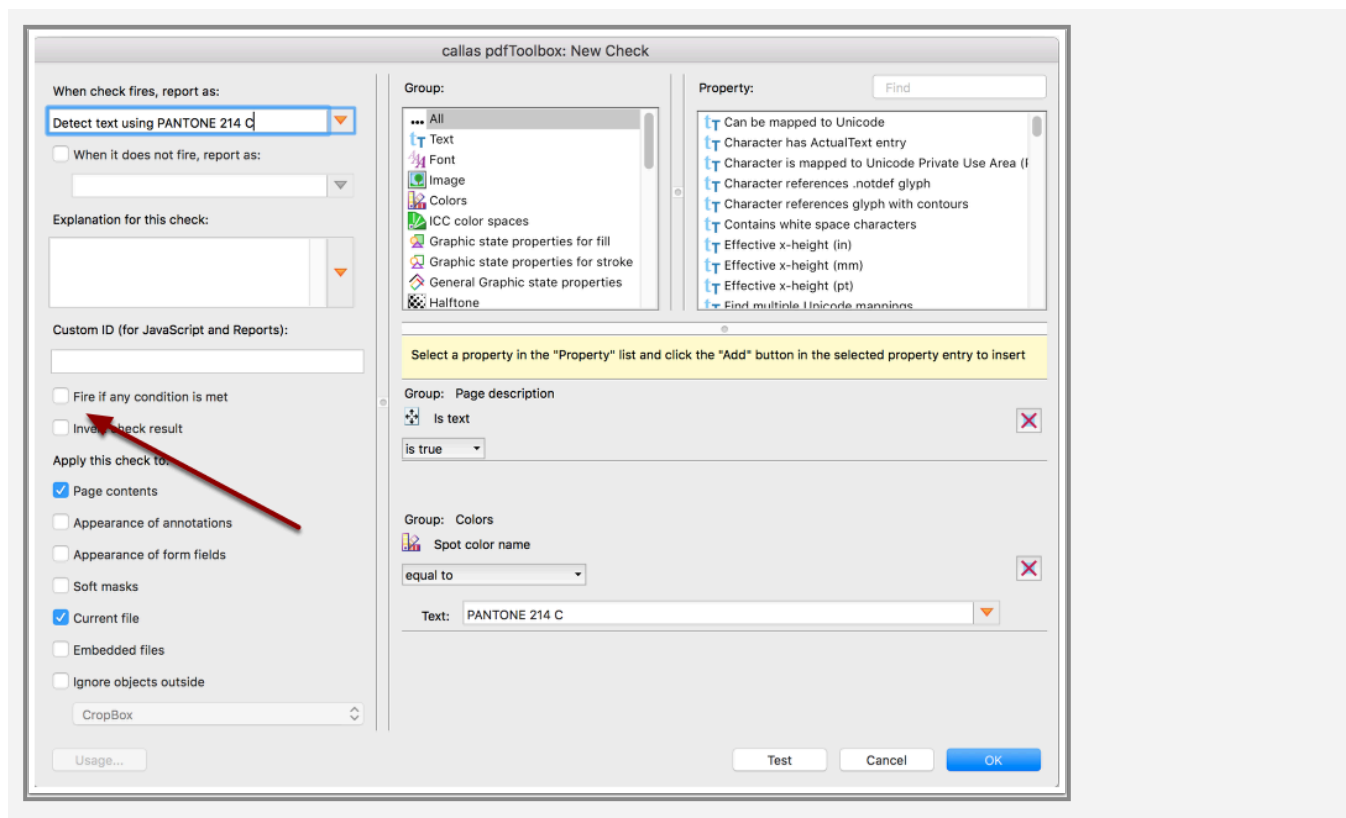 callas pdfToolbox: New Check
When check fires, report as:
Detect text using PANTONE 214 C
When it does not fire, report as:
Explanation for this check:
Custom ID (for JavaScript and Reports):
Fire if any condition is met
check result
Apply this check to:
Page contents
Appearance of annotations
Appearance of form fields
Soft masks
Current file
Embedded files
Ignore objects outside
CropBox
Usage...
Group:
... All
Text
Font
Image
Colors
ICC color spaces
Graphic state properties for fill
Graphic state properties for stroke
General Graphic state properties
Halftone
Property:
Find
Can be mapped to Unicode
Character has ActualText entry
Character is mapped to Unicode Private Use Area (
Character references .notdef glyph
Character references glyph with contours
Contains white space characters
Effective x-height (in)
Effective x-height (mm)
Effective x-height (pt)
Find multiple Unicode mappings
Select a property in the "Property" list and click the "Add" button in the selected property entry to insert
Group: Page description
Is text
is true
Group: Colors
Spot color name
equal to
Text: PANTONE 214 C
Test
Cancel
OK